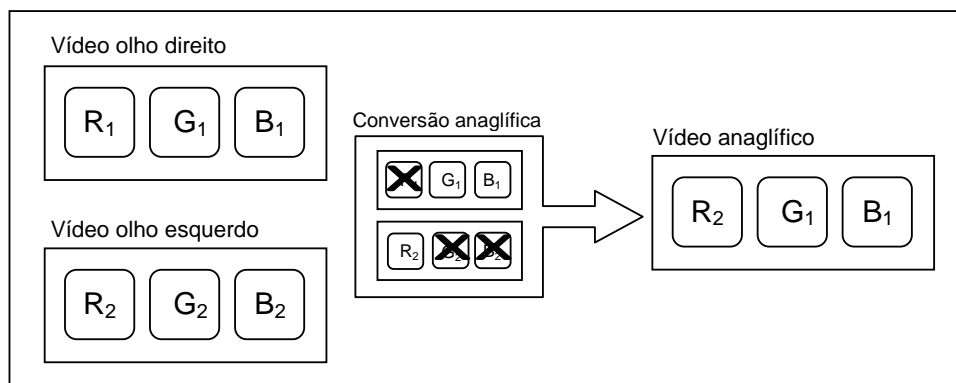 Vídeo olho direito
R₁ G₁ B₁
Vídeo olho esquerdo
R₂ G₂ B₂
Conversão anaglífica
G₁ B₁
R₂
Vídeo anaglífico
R₂ G₁ B₁